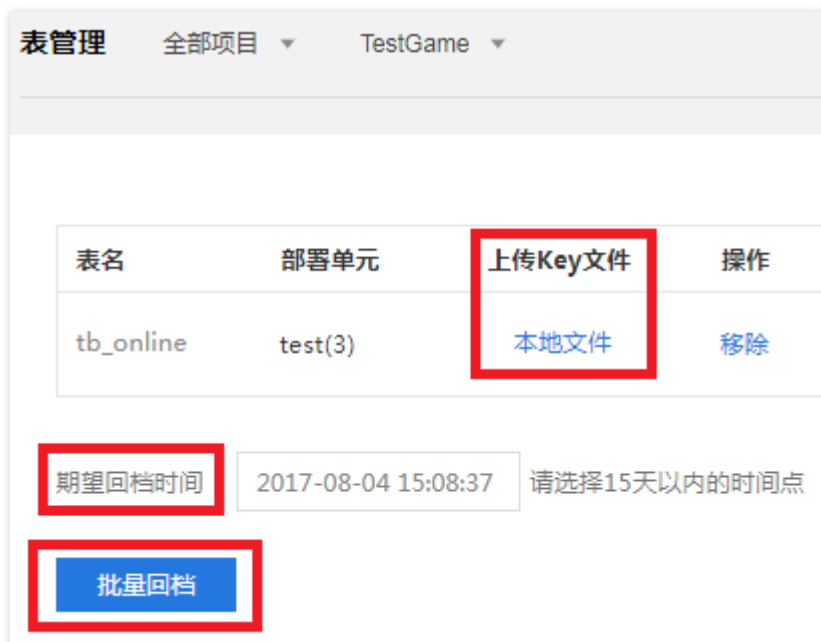 表管理 全部项目 TestGame
表名 部署单元 上传Key文件 操作
tb_online test(3) 本地文件 移除
期望回档时间 2017-08-04 15:08:37 请选择15天以内的时间点
批量回档